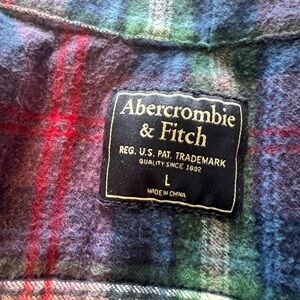 Abercrombie
& Fitch
REG. U.S. PAT. TRADEMARK
QUALITY SINCE 1892
L
MADE IN CHINA